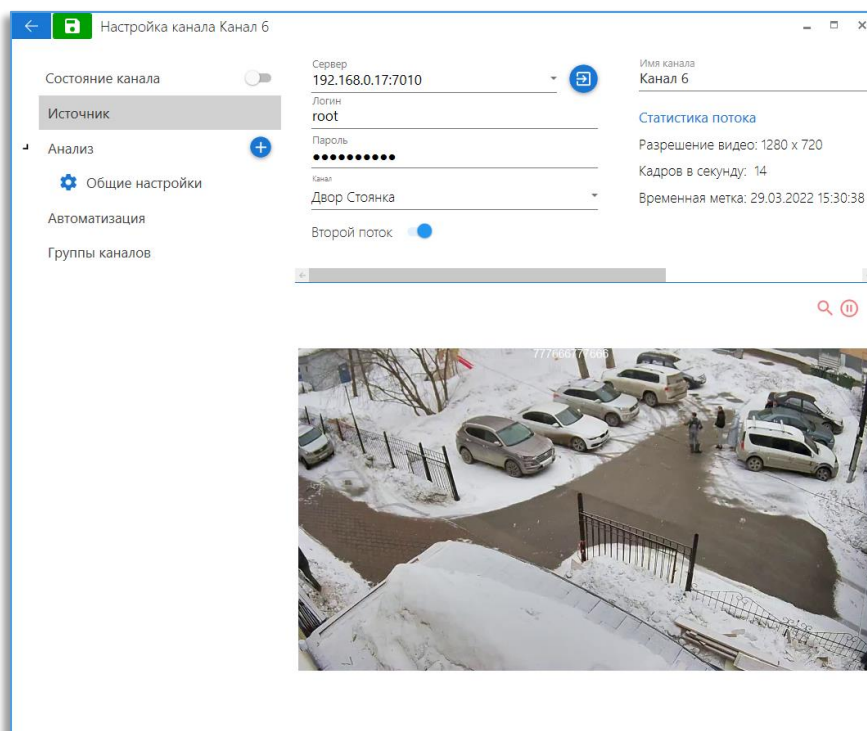 Настройка канала Канал 6
Состояние канала
Источник
Анализ
Общие настройки
Автоматизация
Группы каналов
Сервер
192.168.0.17:7010
Логин
root
Пароль
••••••••••
Канал
Двор Стоянка
Второй поток
Имя канала
Канал 6
Статистика потока
Разрешение видео: 1280 x 720
Кадров в секунду: 14
Временная метка: 29.03.2022 15:30:38
777666777666